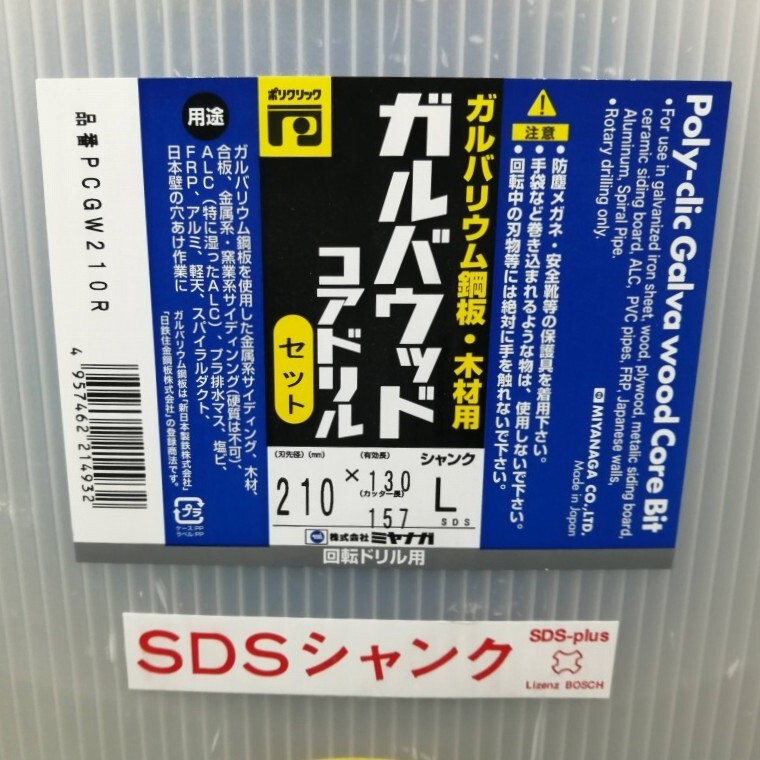 Poly-clic Galva wood Core Bit
・For use in galvanized iron sheet, wood, plywood, metalic siding board,
ceramic siding board, ALC, PVC pipes, FRP, Japanese walls,
Aluminum, Spiral Pipe.
・Rotary drilling only.
MIYANAGA CO.,LTD.
Made in Japan
注意
・防塵メガネ・安全靴等の保護具を着用下さい。
・手袋など巻き込まれるような物は、使用しないで下さい。
・回転中の刃物等には絶対に手を触れないで下さい。
ガルバリウム鋼板・木材用
ガルバウッド
コアドリル
セット
ポリクリック
(刃先径)(mm)
(有効長)
シャンク
210
×
130
(カッター長)
157
L
SDS
株式会社ミヤナガ
回転ドリル用
用途
ガルバリウム鋼板を使用した金属系サイディング、木材、
合板、金属系・窯業系サイディング(硬質は不可)、
ALC(特に湿ったALC)、プラ排水マス、塩ビ、
FRP、アルミ、軽天、スパイラルダクト、
日本壁の穴あけ作業に
ガルバリウム鋼板は「新日本製鉄株式会社」
「日鉄住金鋼板株式会社」の登録商法です。
プラ
ケース:PP
ラベル:PP
品番 PCGW210R
4 957462 214932
SDSシャンク
SDS-plus
Lizenz BOSCH